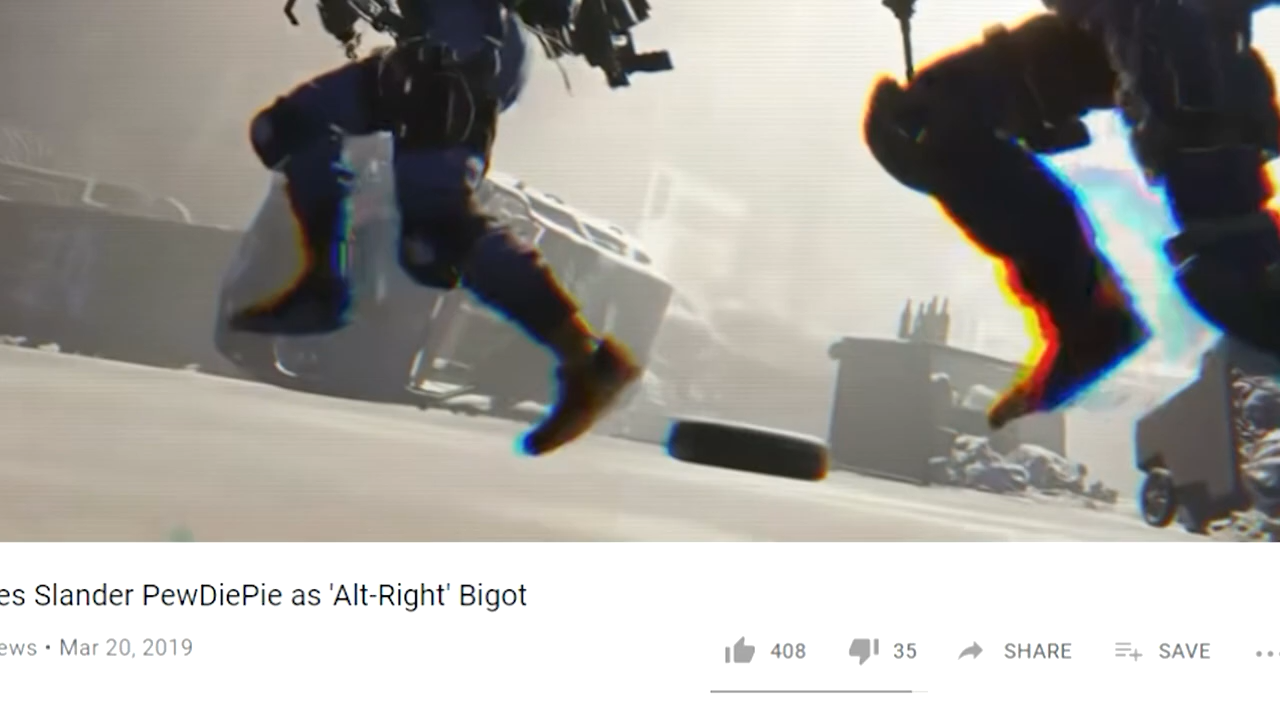 es Slander PewDiePie as 'Alt-Right' Bigot
ews • Mar 20, 2019
408 35 SHARE SAVE